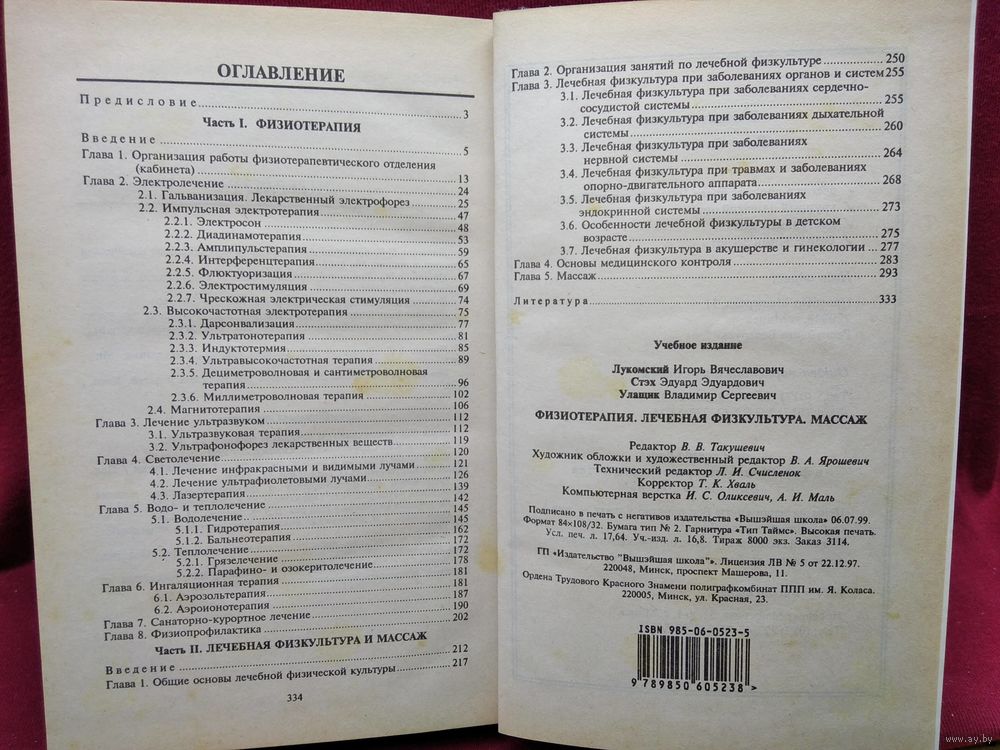 ОГЛАВЛЕНИЕ
Предисловие 3
Часть I. ФИЗИОТЕРАПИЯ
Введение 5
Глава 1. Организация работы физиотерапевтического отделения
(кабинета) 13
Глава 2. Электролечение 24
2.1. Гальванизация. Лекарственный электрофорез 25
2.2. Импульсная электротерапия 47
2.2.1. Электросон 48
2.2.2. Диадинамотерапия 53
2.2.3. Амплипульстерапия 59
2.2.4. Интерференцтерапия 65
2.2.5. Флюктуоризация 67
2.2.6. Электростимуляция 69
2.2.7. Чрескожная электрическая стимуляция 74
2.3. Высокочастотная электротерапия 75
2.3.1. Дарсонвализация 77
2.3.2. Ультратонотерапия 81
2.3.3. Индуктотермия 85
2.3.4. Ультравысокочастотная терапия 89
2.3.5. Дециметроволновая и сантиметроволновая
терапия 96
2.3.6. Миллиметроволновая терапия 102
2.4. Магнитотерапия 106
Глава 3. Лечение ультразвуком 112
3.1. Ультразвуковая терапия 112
3.2. Ультрафонофорез лекарственных веществ 119
Глава 4. Светолечение 120
4.1. Лечение инфракрасными и видимыми лучами 121
4.2. Лечение ультрафиолетовыми лучами 126
4.3. Лазертерапия 139
Глава 5. Водо- и теплолечение 142
5.1. Водолечение 145
5.1.1. Гидротерапия 145
5.1.2. Бальнеотерапия 162
5.2. Теплолечение 172
5.2.1. Грязелечение 172
5.2.2. Парафино- и озокеритолечение 178
Глава 6. Ингаляционная терапия 181
6.1. Аэрозольтерапия 181
6.2. Аэроионотерапия 187
Глава 7. Санаторно-курортное лечение 190
Глава 8. Физиопрофилактика 202
Часть II. ЛЕЧЕБНАЯ ФИЗКУЛЬТУРА И МАССАЖ
Введение 212
Глава 1. Общие основы лечебной физической культуры 217
334
Глава 2. Организация занятий по лечебной физкультуре 250
Глава 3. Лечебная физкультура при заболеваниях органов и систем 255
3.1. Лечебная физкультура при заболеваниях сердечно-
сосудистой системы 255
3.2. Лечебная физкультура при заболеваниях дыхательной
системы 260
3.3. Лечебная физкультура при заболеваниях
нервной системы 264
3.4. Лечебная физкультура при травмах и заболеваниях
опорно-двигательного аппарата 268
3.5. Лечебная физкультура при заболеваниях
эндокринной системы 273
3.6. Особенности лечебной физкультуры в детском
возрасте 275
3.7. Лечебная физкультура в акушерстве и гинекологии 277
Глава 4. Основы медицинского контроля 283
Глава 5. Массаж 293
Литература 333
Учебное издание
Лукомский Игорь Вячеславович
Стэх Эдуард Эдуардович
Улащик Владимир Сергеевич
ФИЗИОТЕРАПИЯ. ЛЕЧЕБНАЯ ФИЗКУЛЬТУРА. МАССАЖ
Редактор В. В. Такушевич
Художник обложки и художественный редактор В. А. Ярошевич
Технический редактор Л. И. Счисленок
Корректор Т. К. Хваль
Компьютерная верстка И. С. Оликсевич, А. И. Маль
Подписано в печать с негативов издательства «Вышэйшая школа» 06.07.99.
Формат 84×108/32. Бумага тип № 2. Гарнитура «Тип Таймс». Высокая печать.
Усл. печ. л. 17,64. Уч.-изд. л. 16,8. Тираж 8000 экз. Заказ 3114.
ГП «Издательство "Вышэйшая школа"». Лицензия ЛВ № 5 от 22.12.97.
220048, Минск, проспект Машерова, 11.
Ордена Трудового Красного Знамени полиграфкомбинат ППП им. Я. Коласа.
220005, Минск, ул. Красная, 23.
ISBN 985-06-0523-5
9 789850 605238 >
www.ay.by